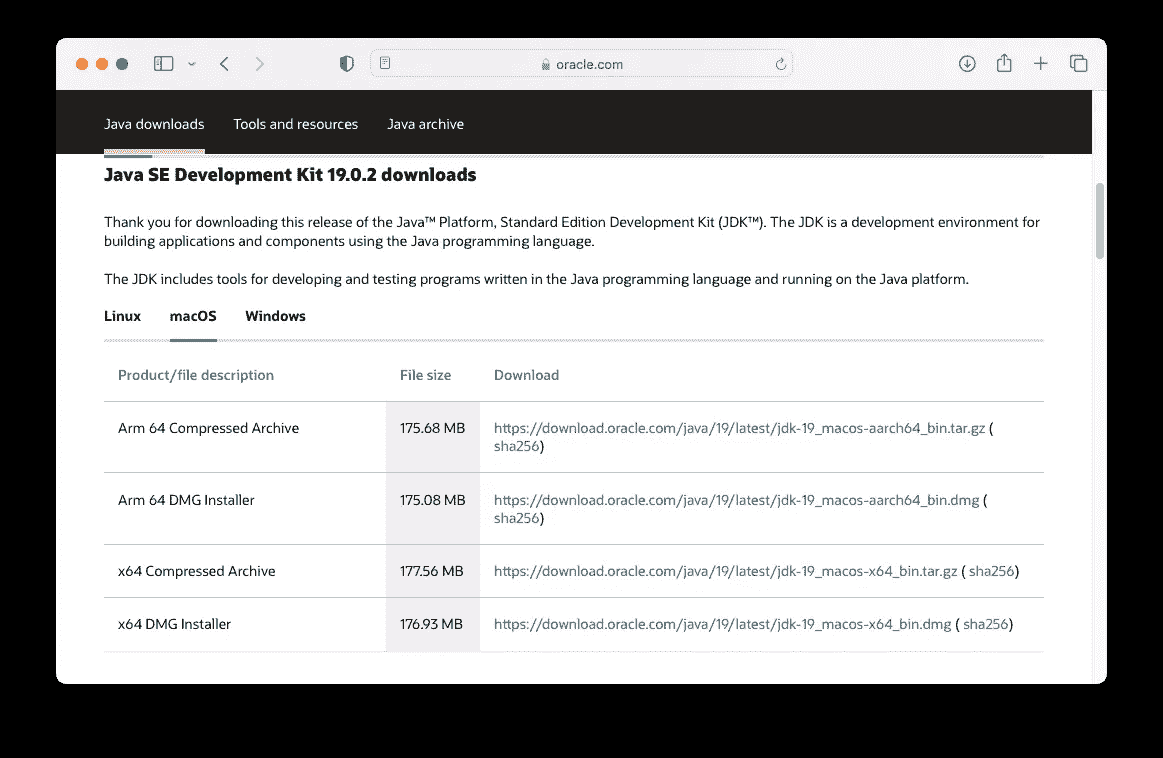 oracle.com
Java downloads Tools and resources Java archive
Java SE Development Kit 19.0.2 downloads
Thank you for downloading this release of the Java™ Platform, Standard Edition Development Kit (JDK™). The JDK is a development environment for
building applications and components using the Java programming language.
The JDK includes tools for developing and testing programs written in the Java programming language and running on the Java platform.
Linux macOS Windows
Product/file description File size Download
Arm 64 Compressed Archive 175.68 MB https://download.oracle.com/java/19/latest/jdk-19_macos-aarch64_bin.tar.gz (
sha256)
Arm 64 DMG Installer 175.08 MB https://download.oracle.com/java/19/latest/jdk-19_macos-aarch64_bin.dmg (
sha256)
x64 Compressed Archive 177.56 MB https://download.oracle.com/java/19/latest/jdk-19_macos-x64_bin.tar.gz ( sha256)
x64 DMG Installer 176.93 MB https://download.oracle.com/java/19/latest/jdk-19_macos-x64_bin.dmg ( sha256)